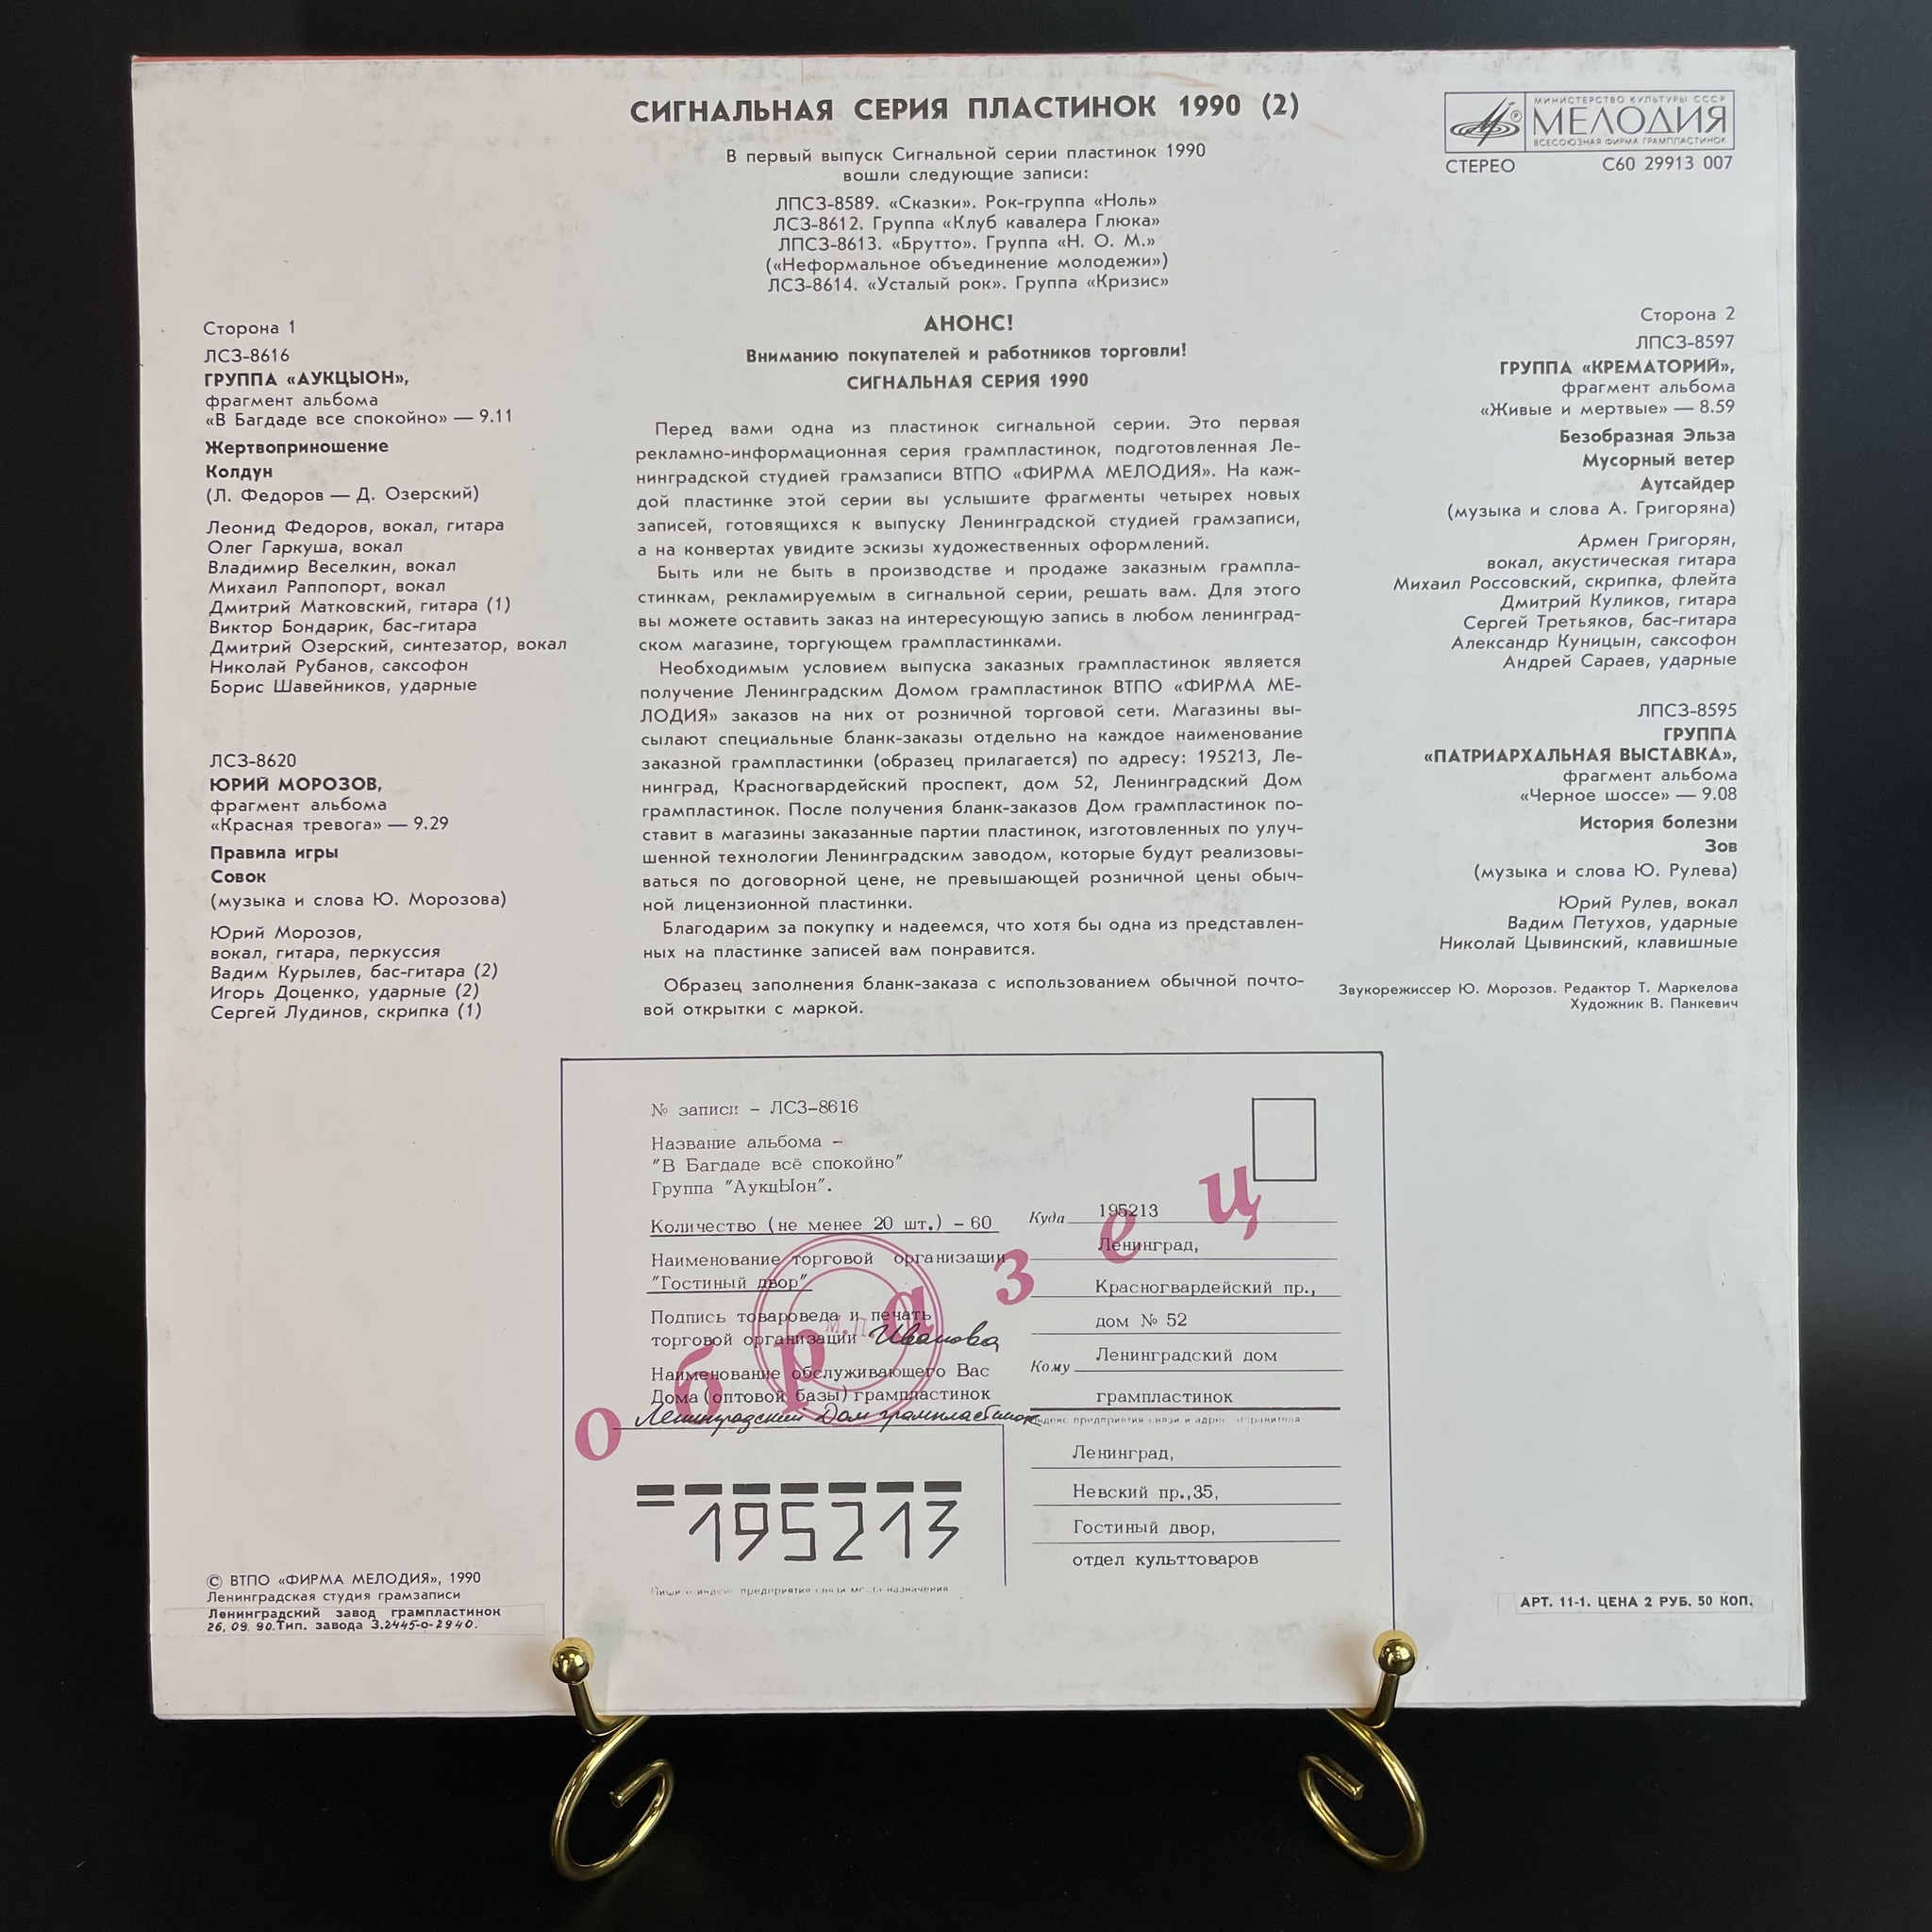 СИГНАЛЬНАЯ СЕРИЯ ПЛАСТИНОК 1990 (2)
МИНИСТЕРСТВО КУЛЬТУРЫ СССР
МЕЛОДИЯ
ВСЕСОЮЗНАЯ ФИРМА ГРАМПЛАСТИНОК
СТЕРЕО С60 29913 007
В первый выпуск Сигнальной серии пластинок 1990
вошли следующие записи:
ЛПСЗ-8589. «Сказки». Рок-группа «Ноль»
ЛСЗ-8612. Группа «Клуб кавалера Глюка»
ЛПСЗ-8613. «Брутто». Группа «Н. О. М.»
(«Неформальное объединение молодежи»)
ЛСЗ-8614. «Усталый рок». Группа «Кризис»
Сторона 1
ЛСЗ-8616
ГРУППА «АУКЦЫОН»,
фрагмент альбома
«В Багдаде все спокойно» — 9.11
Жертвоприношение
Колдун
(Л. Федоров — Д. Озерский)
Леонид Федоров, вокал, гитара
Олег Гаркуша, вокал
Владимир Веселкин, вокал
Михаил Раппопорт, вокал
Дмитрий Матковский, гитара (1)
Виктор Бондарик, бас-гитара
Дмитрий Озерский, синтезатор, вокал
Николай Рубанов, саксофон
Борис Шавейников, ударные
ЛСЗ-8620
ЮРИЙ МОРОЗОВ,
фрагмент альбома
«Красная тревога» — 9.29
Правила игры
Совок
(музыка и слова Ю. Морозова)
Юрий Морозов,
вокал, гитара, перкуссия
Вадим Курылев, бас-гитара (2)
Игорь Доценко, ударные (2)
Сергей Лудинов, скрипка (1)
АНОНС!
Вниманию покупателей и работников торговли!
СИГНАЛЬНАЯ СЕРИЯ 1990
Перед вами одна из пластинок сигнальной серии. Это первая
рекламно-информационная серия грампластинок, подготовленная Ле-
нинградской студией грамзаписи ВТПО «ФИРМА МЕЛОДИЯ». На каж-
дой пластинке этой серии вы услышите фрагменты четырех новых
записей, готовящихся к выпуску Ленинградской студией грамзаписи,
а на конвертах увидите эскизы художественных оформлений.
Быть или не быть в производстве и продаже заказным грампла-
стинкам, рекламируемым в сигнальной серии, решать вам. Для этого
вы можете оставить заказ на интересующую запись в любом ленинград-
ском магазине, торгующем грампластинками.
Необходимым условием выпуска заказных грампластинок является
получение Ленинградским Домом грампластинок ВТПО «ФИРМА МЕ-
ЛОДИЯ» заказов на них от розничной торговой сети. Магазины вы-
сылают специальные бланк-заказы отдельно на каждое наименование
заказной грампластинки (образец прилагается) по адресу: 195213, Ле-
нинград, Красногвардейский проспект, дом 52, Ленинградский Дом
грампластинок. После получения бланк-заказов Дом грампластинок по-
ставит в магазины заказанные партии пластинок, изготовленных по улуч-
шенной технологии Ленинградским заводом, которые будут реализовы-
ваться по договорной цене, не превышающей розничной цены обыч-
ной лицензионной пластинки.
Благодарим за покупку и надеемся, что хотя бы одна из представлен-
ных на пластинке записей вам понравится.
Образец заполнения бланк-заказа с использованием обычной почто-
вой открытки с маркой.
Сторона 2
ЛПСЗ-8597
ГРУППА «КРЕМАТОРИЙ»,
фрагмент альбома
«Живые и мертвые» — 8.59
Безобразная Эльза
Мусорный ветер
Аутсайдер
(музыка и слова А. Григоряна)
Армен Григорян,
вокал, акустическая гитара
Михаил Россовский, скрипка, флейта
Дмитрий Куликов, гитара
Сергей Третьяков, бас-гитара
Александр Куницын, саксофон
Андрей Сараев, ударные
ЛПСЗ-8595
ГРУППА
«ПАТРИАРХАЛЬНАЯ ВЫСТАВКА»,
фрагмент альбома
«Черное шоссе» — 9.08
История болезни
Зов
(музыка и слова Ю. Рулева)
Юрий Рулев, вокал
Вадим Петухов, ударные
Николай Цывинский, клавишные
Звукорежиссер Ю. Морозов. Редактор Т. Маркелова
Художник В. Панкевич
№ записи – ЛСЗ-8616
Название альбома –
"В Багдаде всё спокойно"
Группа "АукцЫон".
Количество (не менее 20 шт.) – 60
Наименование торговой организации
"Гостиный двор"
Подпись товароведа и печать
торговой организации Иванова
М.П.
Наименование обслуживающего Вас
Дома (оптовой базы) грампластинок
Ленинградский Дом грампластинок
образец
195213
Пишите индекс предприятия связи места назначения
Куда 195213
Ленинград,
Красногвардейский пр.,
дом № 52
Кому Ленинградский дом
грампластинок
Индекс предприятия связи и адрес отправителя
Ленинград,
Невский пр.,35,
Гостиный двор,
отдел культтоваров
© ВТПО «ФИРМА МЕЛОДИЯ», 1990
Ленинградская студия грамзаписи
Ленинградский завод грампластинок
26. 09. 90.Тип. завода З.2445-0-2940.
АРТ. 11-1. ЦЕНА 2 РУБ. 50 КОП.